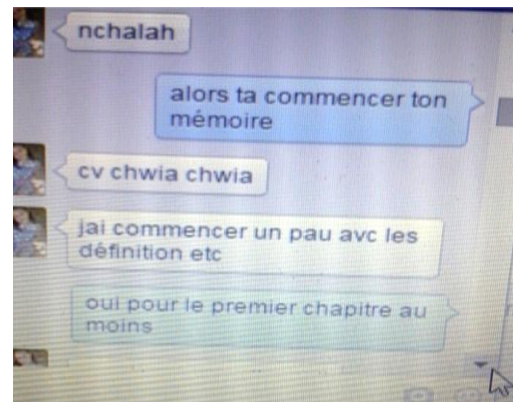 nchalah
alors ta commencer ton
mémoire
cv chwia chwia
jai commencer un pau avc les
définition etc
oui pour le premier chapitre au
moins